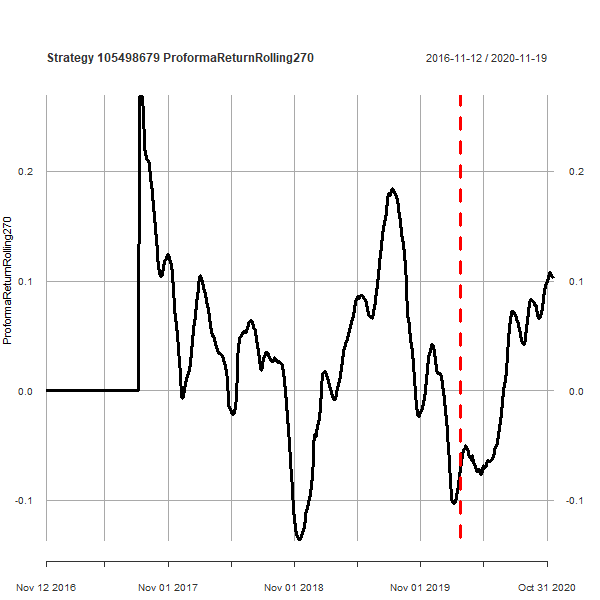 Strategy 105498679 ProformaReturnRolling270
2016-11-12 / 2020-11-19
ProformaReturnRolling270
0.2 0.2
0.1 0.1
0.0 0.0
-0.1 -0.1
Nov 12 2016 Nov 01 2017 Nov 01 2018 Nov 01 2019 Oct 31 2020